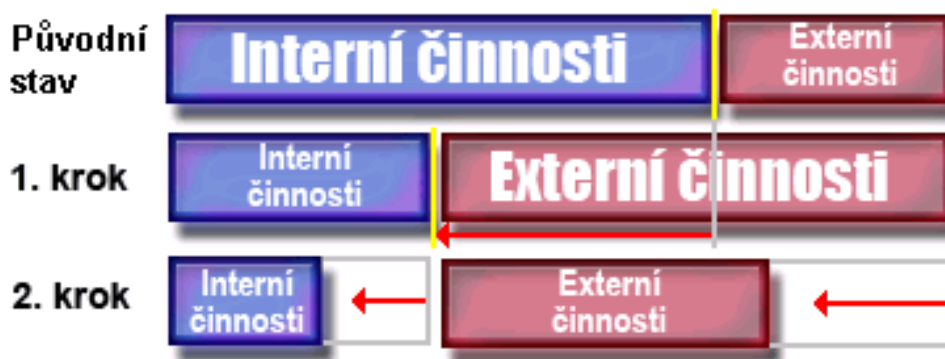 Původní
stav
Interní činnosti
Externí
činnosti
1. krok
Interní
činnosti
Externí činnosti
2. krok
Interní
činnosti
Externí
činnosti